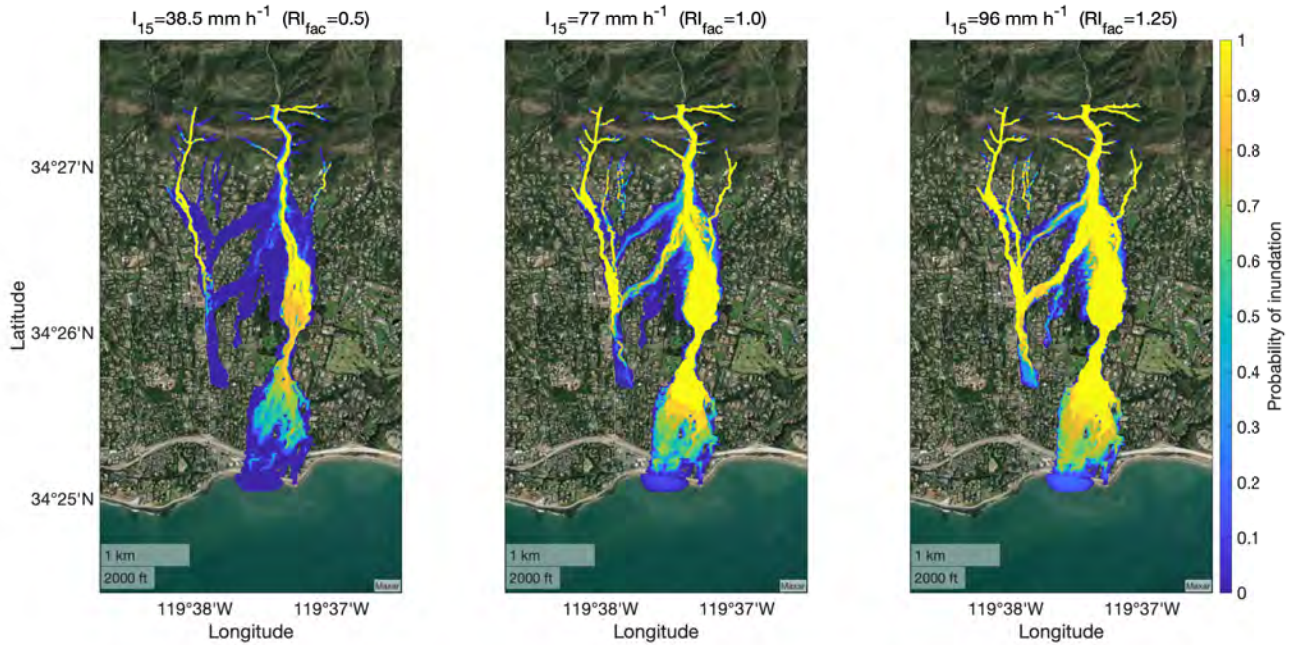 I15=38.5 mm h-1 (RIfac=0.5)
I15=77 mm h-1 (RIfac=1.0)
I15=96 mm h-1 (RIfac=1.25)
Latitude
34°27'N
34°26'N
34°25'N
1 km
2000 ft
Maxar
119°38'W
119°37'W
Longitude
1 km
2000 ft
Maxar
119°38'W
119°37'W
Longitude
1 km
2000 ft
Maxar
119°38'W
119°37'W
Longitude
1
0.9
0.8
0.7
0.6
0.5
0.4
0.3
0.2
0.1
0
Probability of inundation